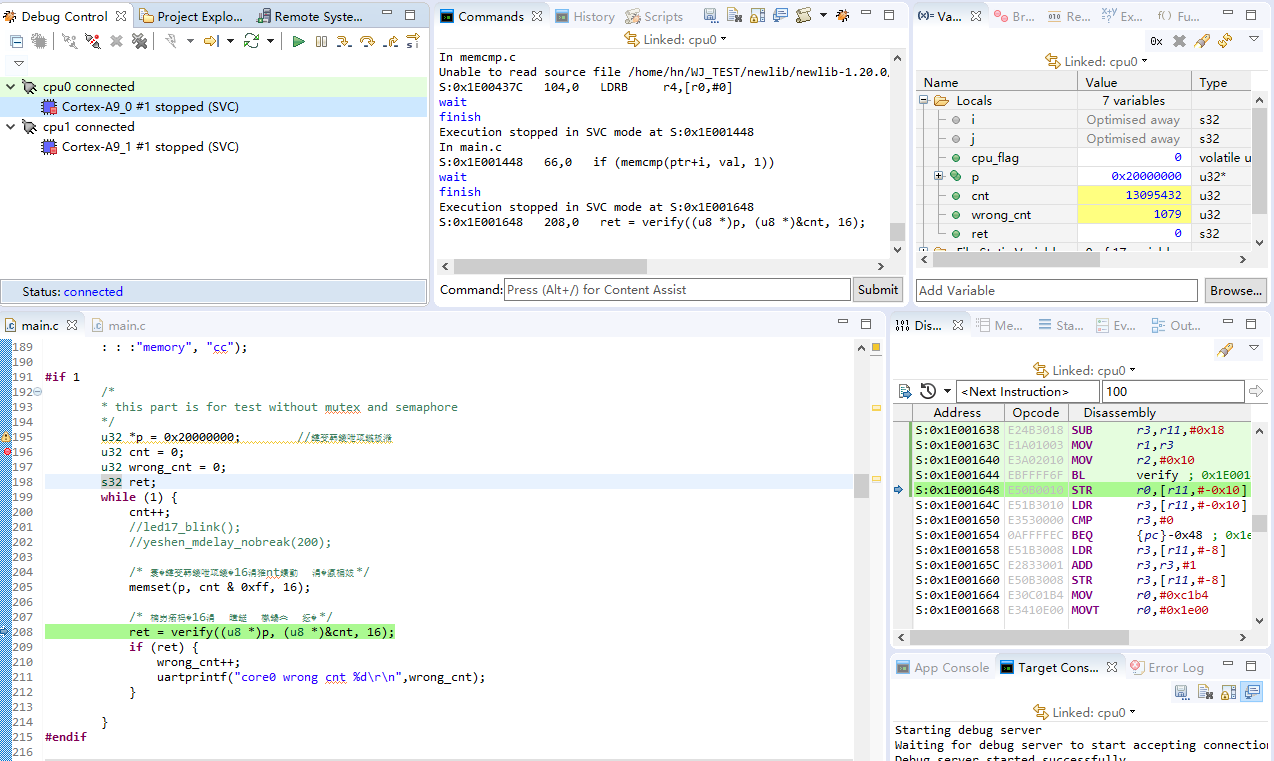 Debug Control
Project Explo...
Remote Syste...
cpu0 connected
Cortex-A9_0 #1 stopped (SVC)
cpu1 connected
Cortex-A9_1 #1 stopped (SVC)
Status: connected
Commands
History
Scripts
Linked: cpu0
In memcmp.c
Unable to read source file /home/hn/WJ_TEST/newlib/newlib-1.20.0,
S:0x1E00437C 104,0 LDRB r4,[r0,#0]
wait
finish
Execution stopped in SVC mode at S:0x1E001448
In main.c
S:0x1E001448 66,0 if (memcmp(ptr+i, val, 1))
wait
finish
Execution stopped in SVC mode at S:0x1E001648
S:0x1E001648 208,0 ret = verify((u8 *)p, (u8 *)&cnt, 16);
Command: Press (Alt+/) for Content Assist Submit
(x)= Va...
Br...
Re...
Ex...
Fu...
0x
Linked: cpu0
Name Value Type
Locals 7 variables
i Optimised away s32
j Optimised away s32
cpu_flag 0 volatile u
p 0x20000000 u32*
cnt 13095432 u32
wrong_cnt 1079 u32
ret 0 s32
Add Variable Browse...
main.c
main.c
189 : : :"memory", "cc");
190
191 #if 1
192 /*
193 * this part is for test without mutex and semaphore
194 */
195 u32 *p = 0x20000000; //
196 u32 cnt = 0;
197 u32 wrong_cnt = 0;
198 s32 ret;
199 while (1) {
200 cnt++;
201 //led17_blink();
202 //yeshen_mdelay_nobreak(200);
203
204 /* */
205 memset(p, cnt & 0xff, 16);
206
207 /* */
208 ret = verify((u8 *)p, (u8 *)&cnt, 16);
209 if (ret) {
210 wrong_cnt++;
211 uartprintf("core0 wrong cnt %d\r\n",wrong_cnt);
212 }
213
214 }
215 #endif
216
Dis...
Me...
Sta...
Ev...
Out...
Linked: cpu0
<Next Instruction> 100
Address Opcode Disassembly
S:0x1E001638 E24B3018 SUB r3,r11,#0x18
S:0x1E00163C E1A01003 MOV r1,r3
S:0x1E001640 E3A02010 MOV r2,#0x10
S:0x1E001644 EBFFFF6F BL verify ; 0x1E001
S:0x1E001648 E50B0010 STR r0,[r11,#-0x10]
S:0x1E00164C E51B3010 LDR r3,[r11,#-0x10]
S:0x1E001650 E3530000 CMP r3,#0
S:0x1E001654 0AFFFFEC BEQ {pc}-0x48 ; 0x1e
S:0x1E001658 E51B3008 LDR r3,[r11,#-8]
S:0x1E00165C E2833001 ADD r3,r3,#1
S:0x1E001660 E50B3008 STR r3,[r11,#-8]
S:0x1E001664 E30C01B4 MOV r0,#0xc1b4
S:0x1E001668 E3410E00 MOVT r0,#0x1e00
App Console
Target Cons...
Error Log
Linked: cpu0
Starting debug server
Waiting for debug server to start accepting connection
Debug server started successfully